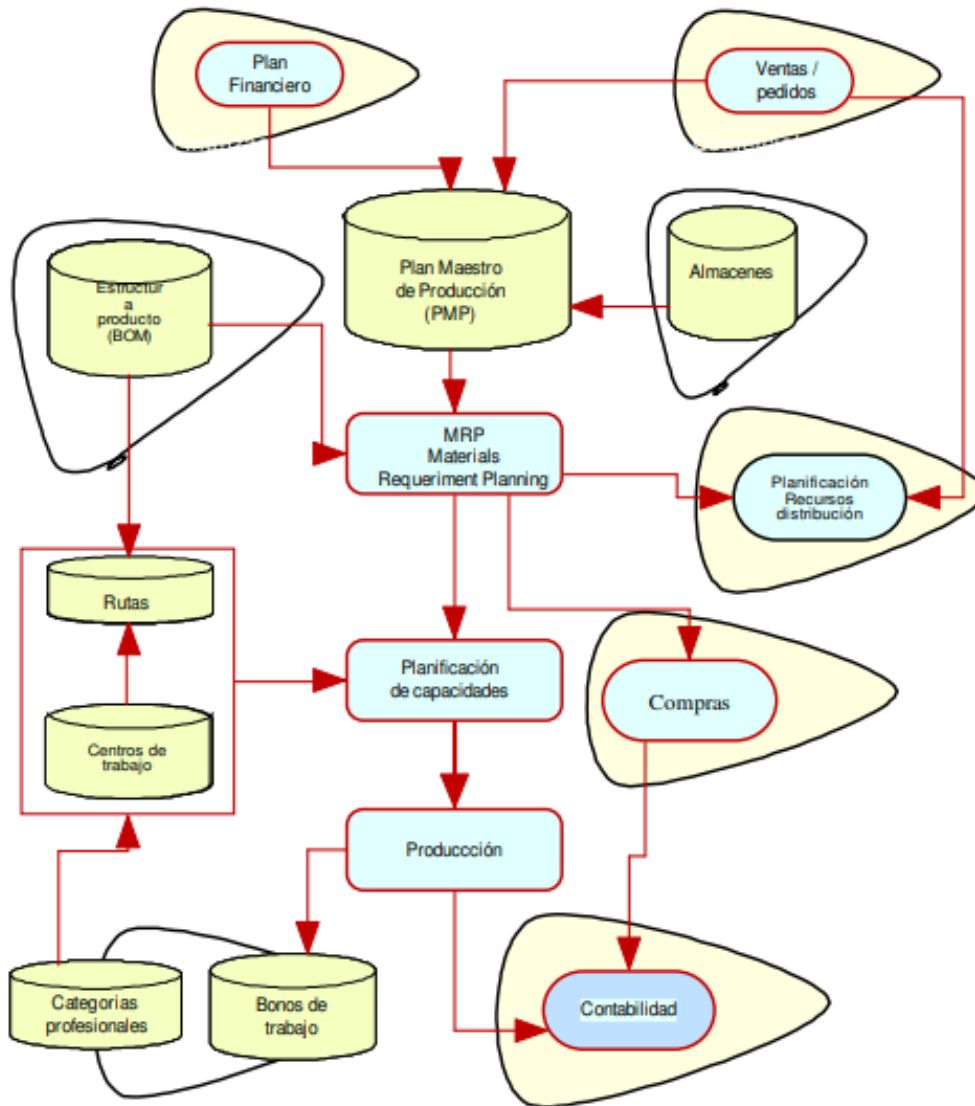 Plan
Financiero
Ventas /
pedidos
Plan Maestro
de Producción
(PMP)
Almacenes
Estructur
a
producto
(BOM)
MRP
Materials
Requeriment Planning
Planificación
Recursos
distribución
Rutas
Planificación
de capacidades
Compras
Centros de
trabajo
Produccción
Categorias
profesionales
Bonos de
trabajo
Contabilidad